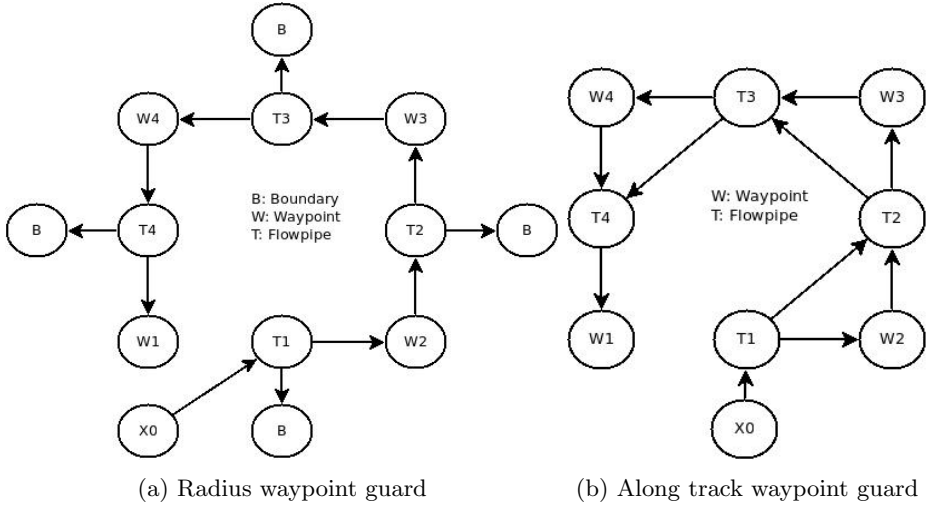 B
W4
T3
W3
B: Boundary
W: Waypoint
T: Flowpipe
B
T4
T2
B
W1
T1
W2
X0
B
(a) Radius waypoint guard
W4
T3
W3
W: Waypoint
T: Flowpipe
T4
T2
W1
T1
W2
X0
(b) Along track waypoint guard